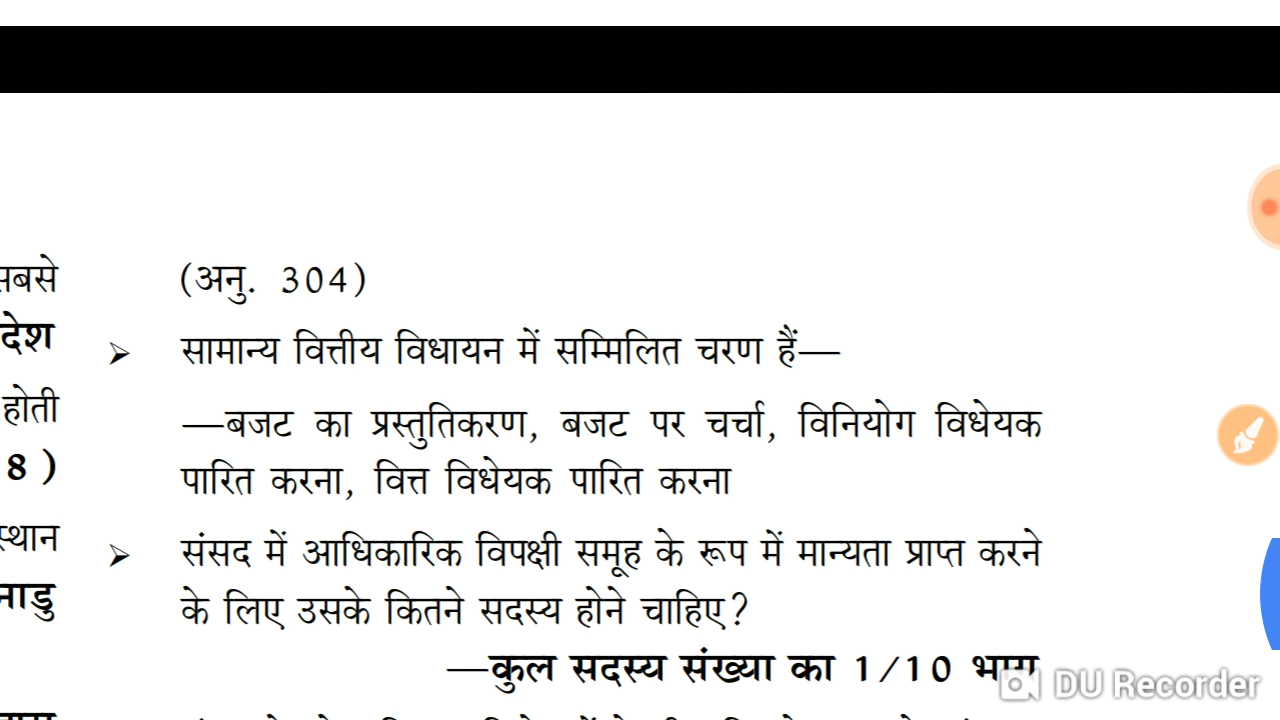 सबसे
देश
होती
8 )
स्थान
नाडु
(अनु. 304)
➢ सामान्य वित्तीय विधायन में सम्मिलित चरण हैं—
—बजट का प्रस्तुतिकरण, बजट पर चर्चा, विनियोग विधेयक
पारित करना, वित्त विधेयक पारित करना
➢ संसद में आधिकारिक विपक्षी समूह के रूप में मान्यता प्राप्त करने
के लिए उसके कितने सदस्य होने चाहिए?
—कुल सदस्य संख्या का 1/10 भाग
DU Recorder